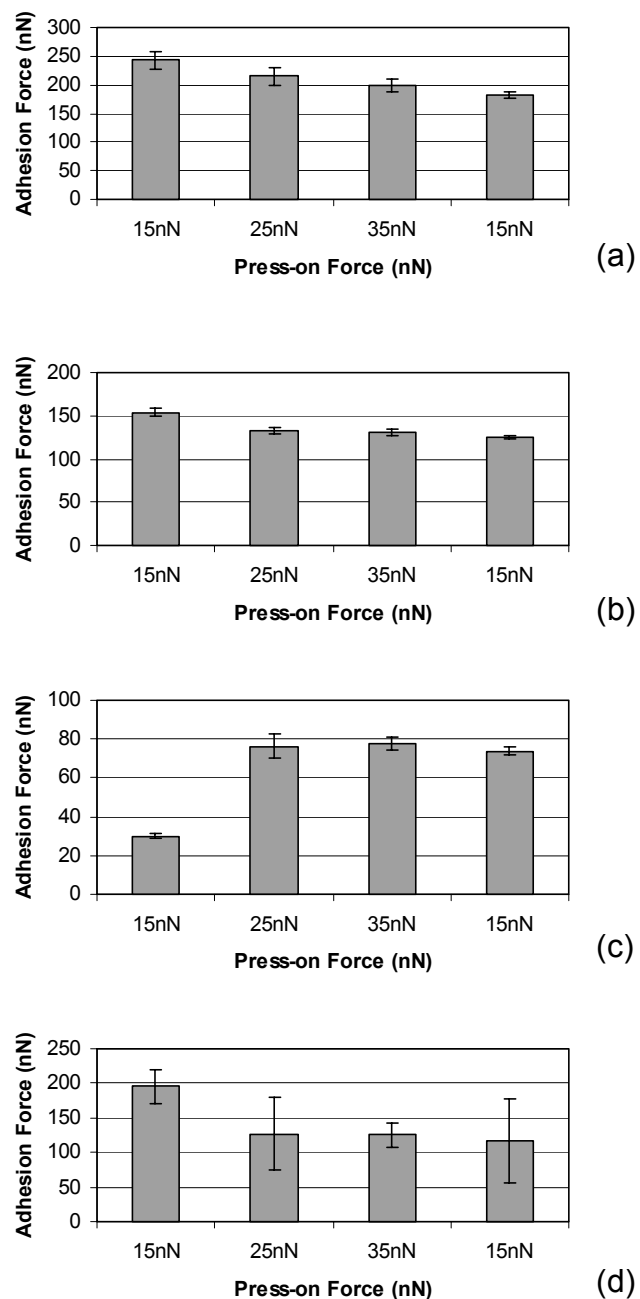 Adhesion Force (nN)
300
250
200
150
100
50
0
15nN 25nN 35nN 15nN
Press-on Force (nN)
(a)
Adhesion Force (nN)
200
150
100
50
0
15nN 25nN 35nN 15nN
Press-on Force (nN)
(b)
Adhesion Force (nN)
100
80
60
40
20
0
15nN 25nN 35nN 15nN
Press-on Force (nN)
(c)
Adhesion Force (nN)
250
200
150
100
50
0
15nN 25nN 35nN 15nN
Press-on Force (nN)
(d)